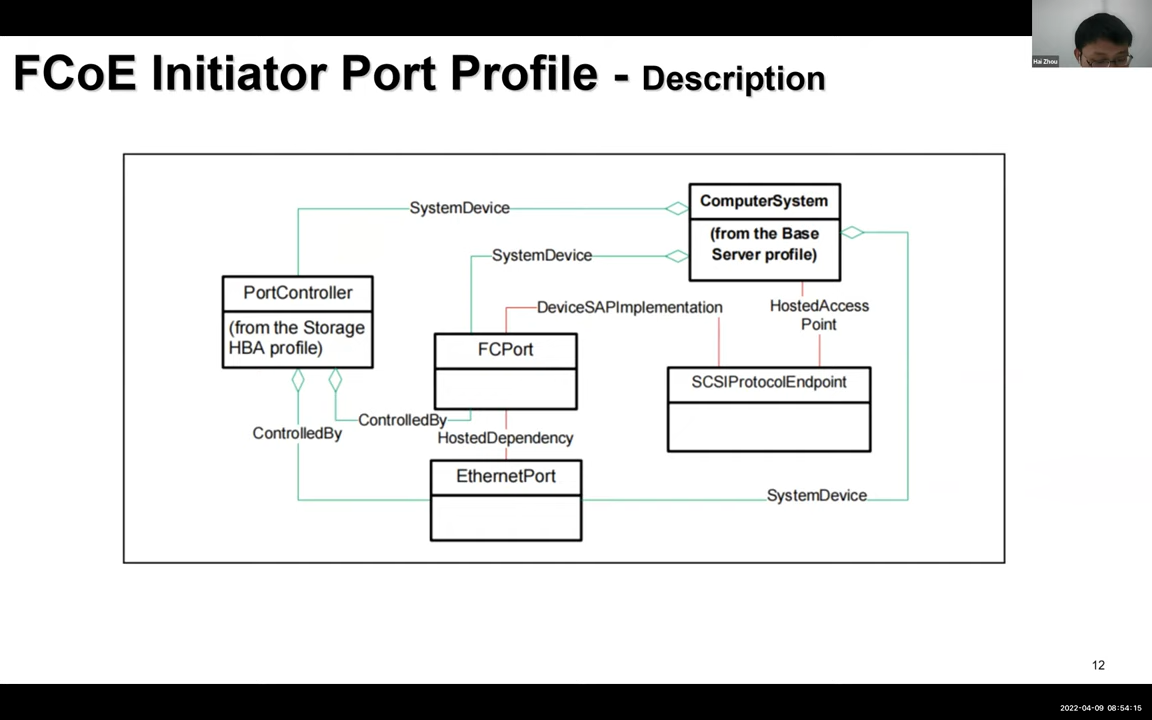 FCoE Initiator Port Profile - Description
Hai Zhou
SystemDevice
ComputerSystem
(from the Base
Server profile)
SystemDevice
PortController
(from the Storage
HBA profile)
DeviceSAPImplementation
HostedAccess
Point
FCPort
SCSIProtocolEndpoint
ControlledBy
ControlledBy
HostedDependency
EthernetPort
SystemDevice
12
2022-04-09 08:54:15